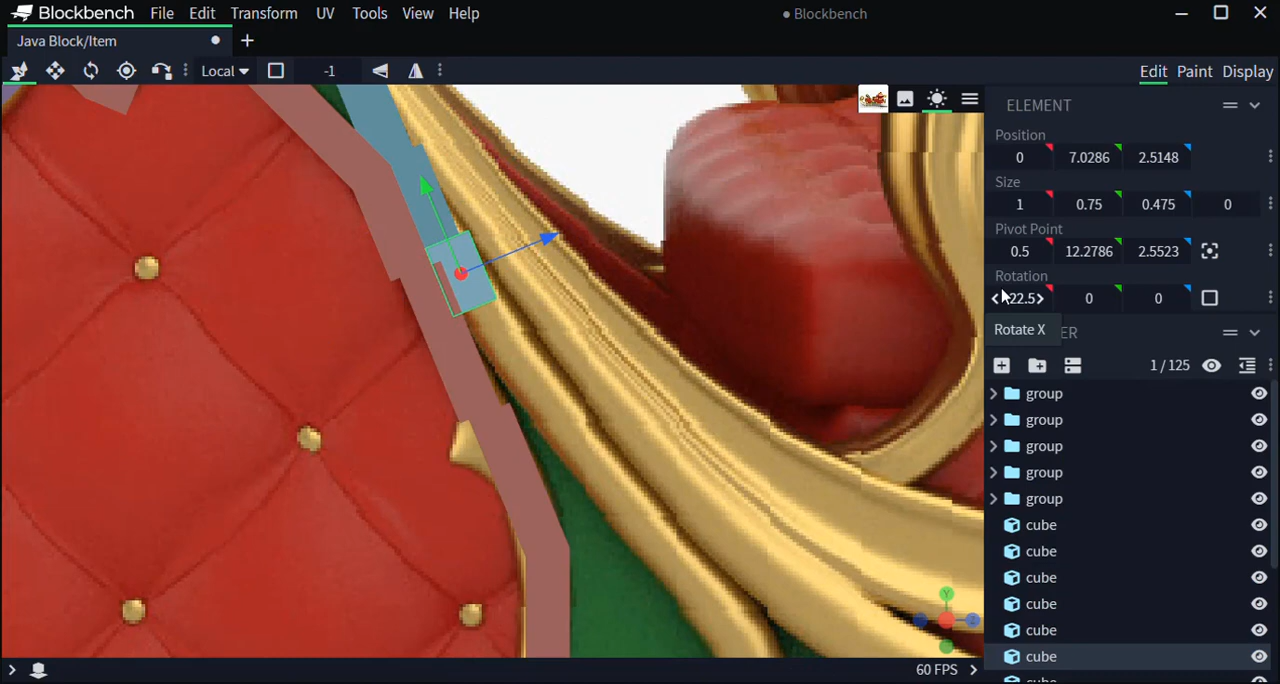 Blockbench File Edit Transform UV Tools View Help ● Blockbench
Java Block/Item
Local -1 Edit Paint Display
ELEMENT
Position
0 7.0286 2.5148
Size
1 0.75 0.475 0
Pivot Point
0.5 12.2786 2.5523
Rotation
22.5 0 0
Rotate X
ER
1 / 125
group
group
group
group
group
cube
cube
cube
cube
cube
cube
60 FPS